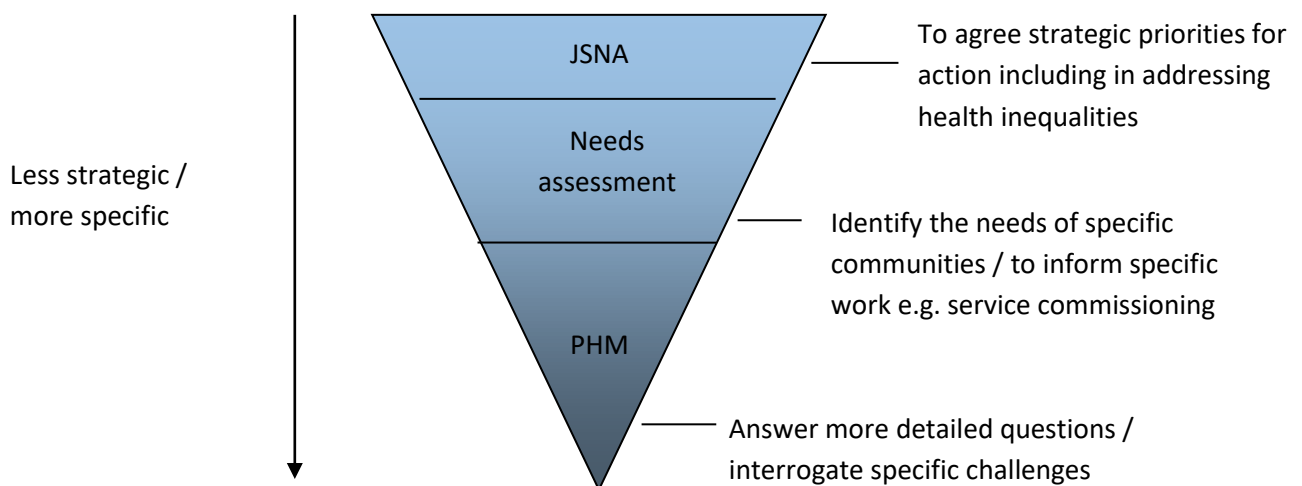 JSNA
To agree strategic priorities for
action including in addressing
health inequalities
Less strategic /
more specific
Needs
assessment
Identify the needs of specific
communities / to inform specific
work e.g. service commissioning
PHM
Answer more detailed questions /
interrogate specific challenges